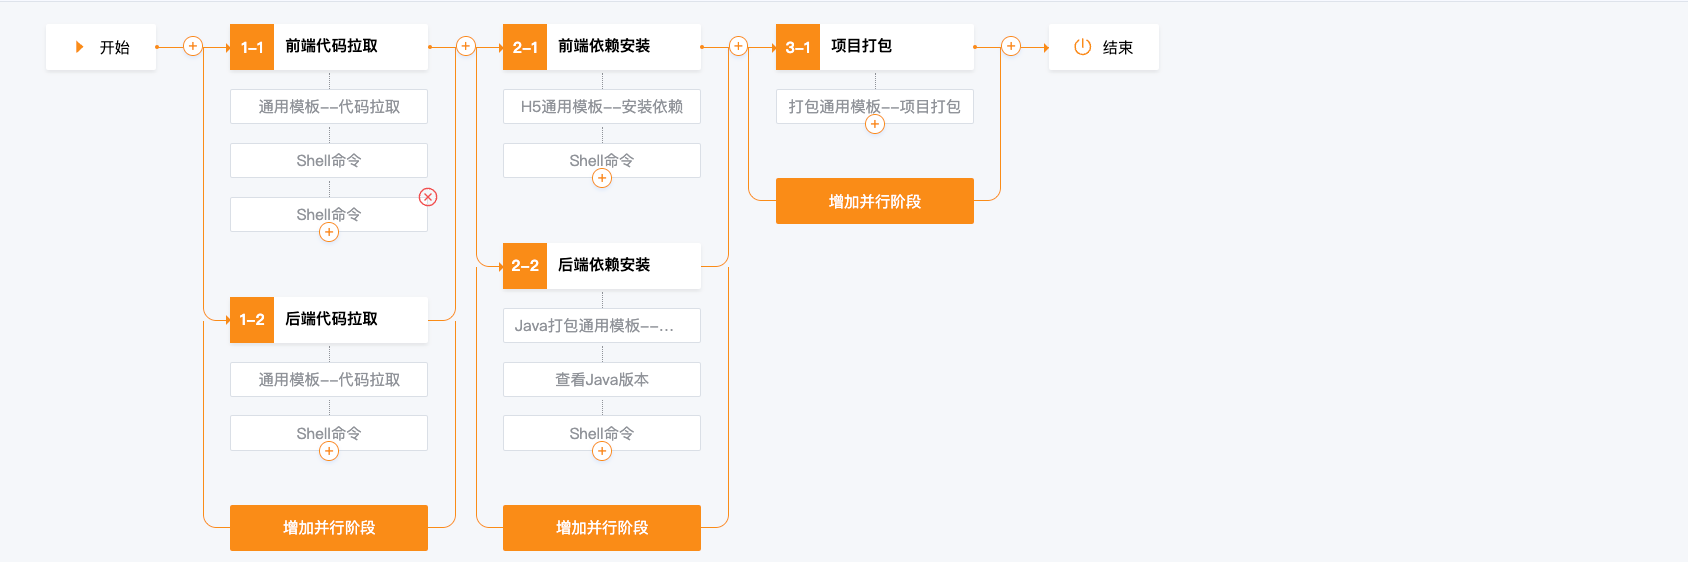 开始
1-1 前端代码拉取
通用模板--代码拉取
Shell命令
Shell命令
1-2 后端代码拉取
通用模板--代码拉取
Shell命令
增加并行阶段
2-1 前端依赖安装
H5通用模板--安装依赖
Shell命令
2-2 后端依赖安装
Java打包通用模板--...
查看Java版本
Shell命令
增加并行阶段
3-1 项目打包
打包通用模板--项目打包
增加并行阶段
结束